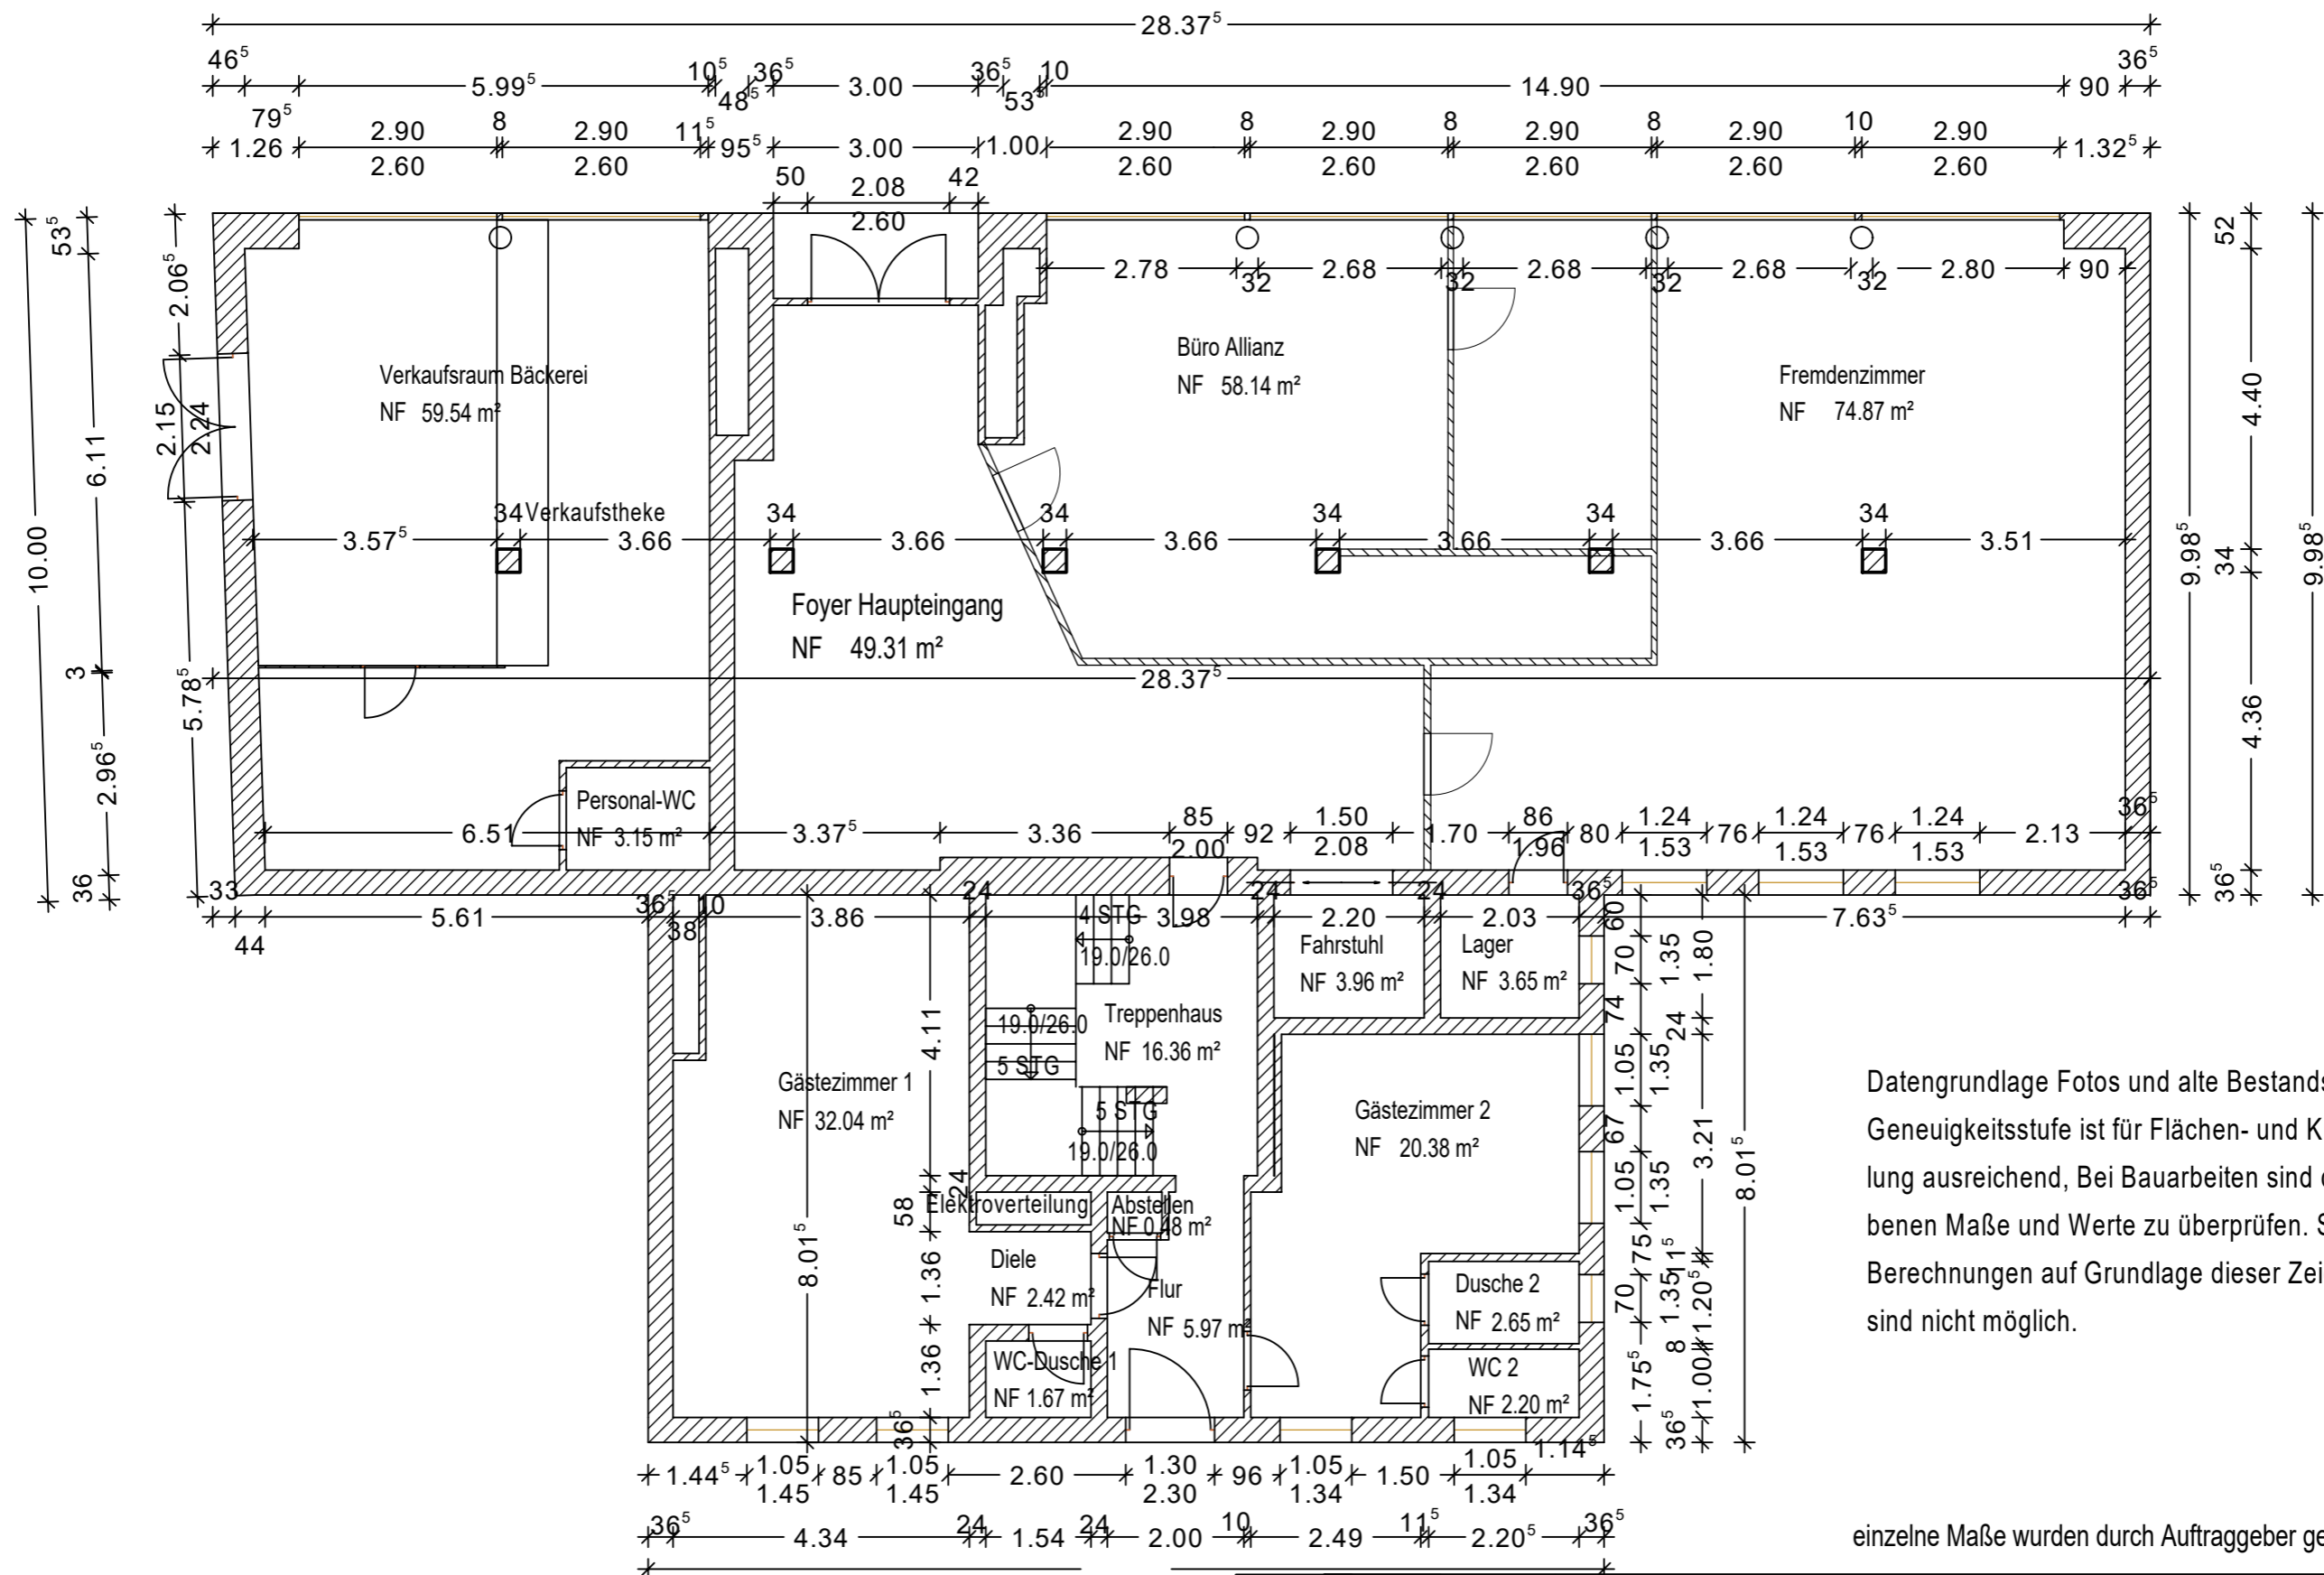 28.37⁵
46⁵ 5.99⁵ 10⁵ 48⁵ 36⁵ 3.00 36⁵ 53⁵ 10 14.90 90 36⁵
79⁵
1.26 2.90 8 2.90 11⁵ 95⁵ 3.00 1.00 2.90 8 2.90 8 2.90 8 2.90 10 2.90 1.32⁵
2.60 2.60 2.60 2.60 2.60 2.60 2.60
50 2.08 42
2.60
2.78 32 2.68 32 2.68 32 2.68 32 2.80 90
10.00
53⁵ 6.11 3 2.96⁵ 36
2.06⁵ 2.15 2.24 5.78⁵
Verkaufsraum Bäckerei
NF 59.54 m²
Büro Allianz
NF 58.14 m²
Fremdenzimmer
NF 74.87 m²
52 4.40 34 4.36 36⁵
9.98⁵
9.98⁵
Verkaufstheke
3.57⁵ 34 3.66 34 3.66 34 3.66 34 3.66 34 3.66 34 3.51
Foyer Haupteingang
NF 49.31 m²
28.37⁵
Personal-WC
NF 3.15 m²
6.51 3.37⁵ 3.36 85 92 1.50 1.70 86 80 1.24 76 1.24 76 1.24 2.13 36⁵
2.00 2.08 1.96 1.53 1.53 1.53
33 44 5.61 36⁵ 38 10 3.86 24 3.98 24 2.20 24 2.03 36⁵ 7.63⁵ 36⁵
4 STG
19.0/26.0
Fahrstuhl
NF 3.96 m²
Lager
NF 3.65 m²
19.0/26.0
5 STG
Treppenhaus
NF 16.36 m²
5 STG
19.0/26.0
Gästezimmer 1
NF 32.04 m²
Gästezimmer 2
NF 20.38 m²
8.01⁵
4.11 24 58 1.36 1.36 36⁵
Elektroverteilung
Abstellen
NF 0.48 m²
Diele
NF 2.42 m²
Flur
NF 5.97 m²
Dusche 2
NF 2.65 m²
WC-Dusche 1
NF 1.67 m²
WC 2
NF 2.20 m²
60 70 74 1.05 67 1.05 75 70 1.75⁵
1.35 1.35 1.35 1.35
1.80 24 3.21 11⁵ 1.20⁵ 8 1.00 36⁵
8.01⁵
Datengrundlage Fotos und alte Bestands
Geneuigkeitsstufe ist für Flächen- und K
lung ausreichend, Bei Bauarbeiten sind
benen Maße und Werte zu überprüfen. S
Berechnungen auf Grundlage dieser Zei
sind nicht möglich.
1.44⁵ 1.05 85 1.05 2.60 1.30 96 1.05 1.50 1.05 1.14⁵
1.45 1.45 2.30 1.34 1.34
36⁵ 4.34 24 1.54 24 2.00 10 2.49 11⁵ 2.20⁵ 36⁵
einzelne Maße wurden durch Auftraggeber ge